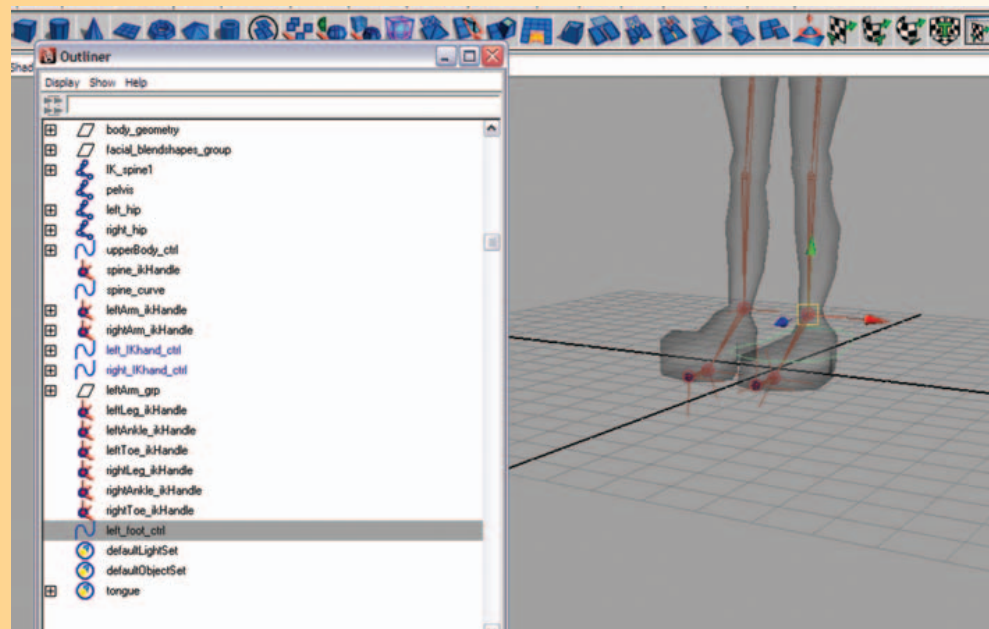 Outliner
Display Show Help
Shad
body_geometry
facial_blendshapes_group
IK_spine1
pelvis
left_hip
right_hip
upperBody_ctrl
spine_ikHandle
spine_curve
leftArm_ikHandle
rightArm_ikHandle
left_IKhand_ctrl
right_IKhand_ctrl
leftArm_grp
leftLeg_ikHandle
leftAnkle_ikHandle
leftToe_ikHandle
rightLeg_ikHandle
rightAnkle_ikHandle
rightToe_ikHandle
left_foot_ctrl
defaultLightSet
defaultObjectSet
tongue